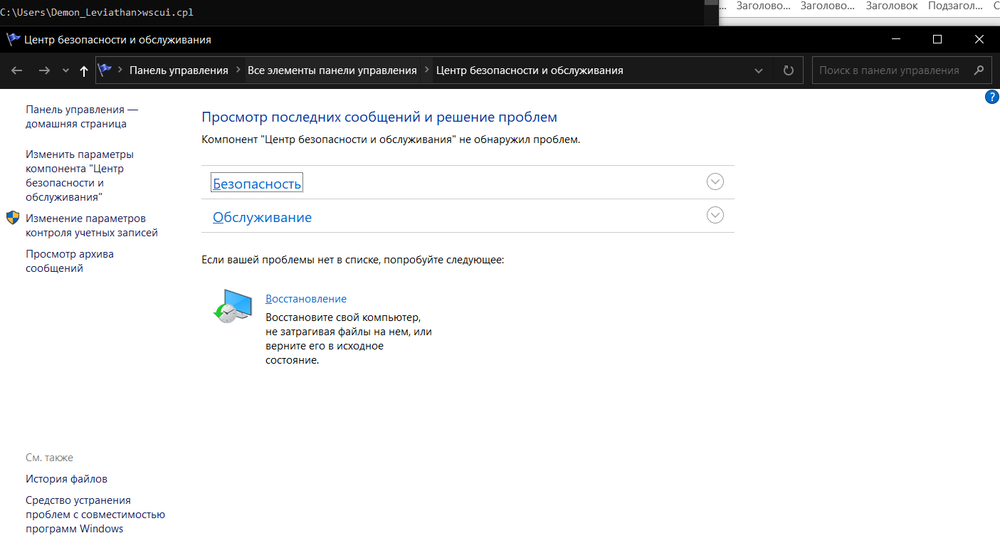 C:\Users\Demon_Leviathan>wscui.cpl
Заголово... Заголово... Заголовок Подзагол...
Центр безопасности и обслуживания
Панель управления Все элементы панели управления Центр безопасности и обслуживания
Поиск в панели управления
?
Панель управления —
домашняя страница
Изменить параметры
компонента "Центр
безопасности и
обслуживания"
Изменение параметров
контроля учетных записей
Просмотр архива
сообщений
Просмотр последних сообщений и решение проблем
Компонент "Центр безопасности и обслуживания" не обнаружил проблем.
Безопасность
Обслуживание
Если вашей проблемы нет в списке, попробуйте следующее:
Восстановление
Восстановите свой компьютер,
не затрагивая файлы на нем, или
верните его в исходное
состояние.
См. также
История файлов
Средство устранения
проблем с совместимостью
программ Windows